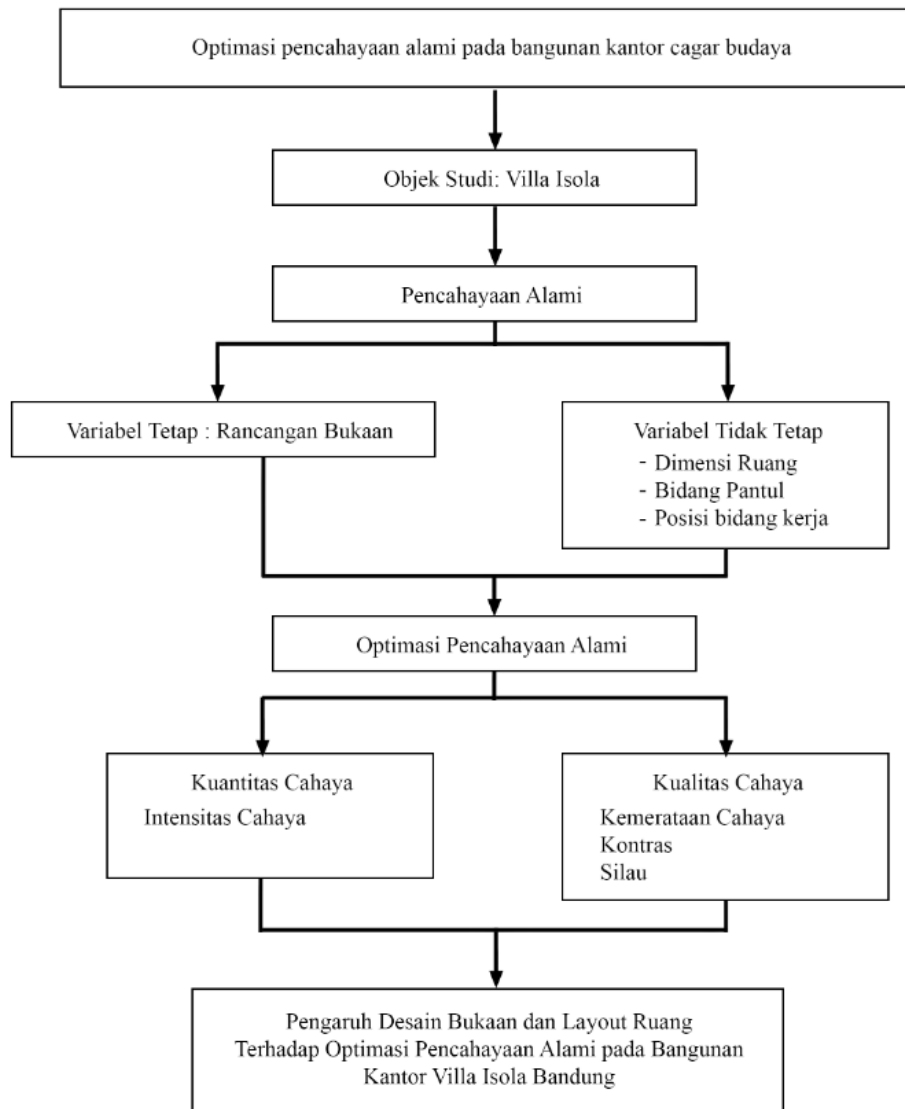 Optimasi pencahayaan alami pada bangunan kantor cagar budaya
Objek Studi: Villa Isola
Pencahayaan Alami
Variabel Tetap : Rancangan Bukaan
Variabel Tidak Tetap
- Dimensi Ruang
- Bidang Pantul
- Posisi bidang kerja
Optimasi Pencahayaan Alami
Kuantitas Cahaya
Intensitas Cahaya
Kualitas Cahaya
Kemerataan Cahaya
Kontras
Silau
Pengaruh Desain Bukaan dan Layout Ruang
Terhadap Optimasi Pencahayaan Alami pada Bangunan
Kantor Villa Isola Bandung